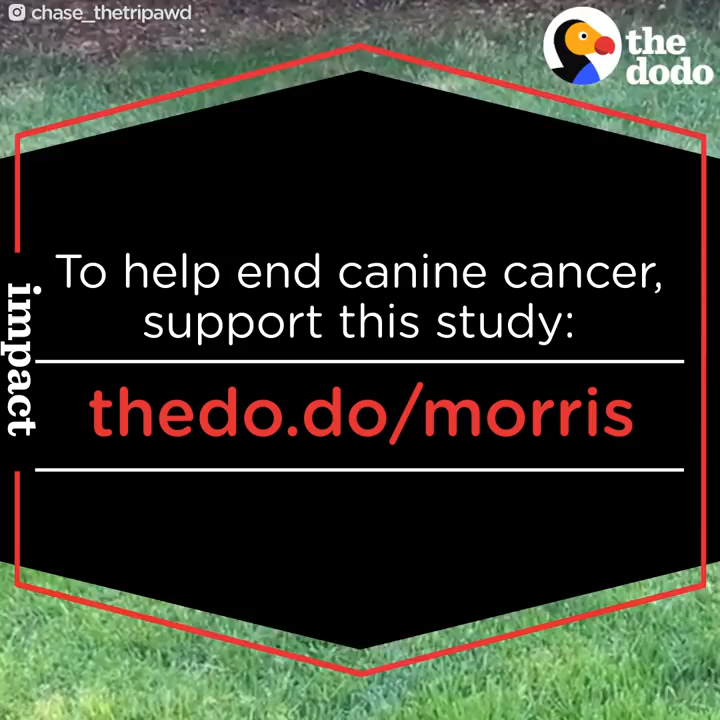 chase_thetripawd
the
dodo
To help end canine cancer,
support this study:
impact
thedo.do/morris